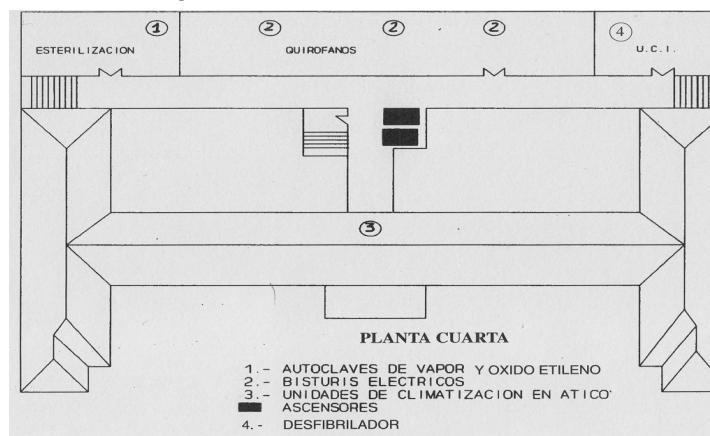 1 2 2 2 4
ESTERILIZACION QUIROFANOS U.C.I.
3
PLANTA CUARTA
1.- AUTOCLAVES DE VAPOR Y OXIDO ETILENO
2.- BISTURIS ELECTRICOS
3.- UNIDADES DE CLIMATIZACION EN ATICO
ASCENSORES
4.- DESFIBRILADOR